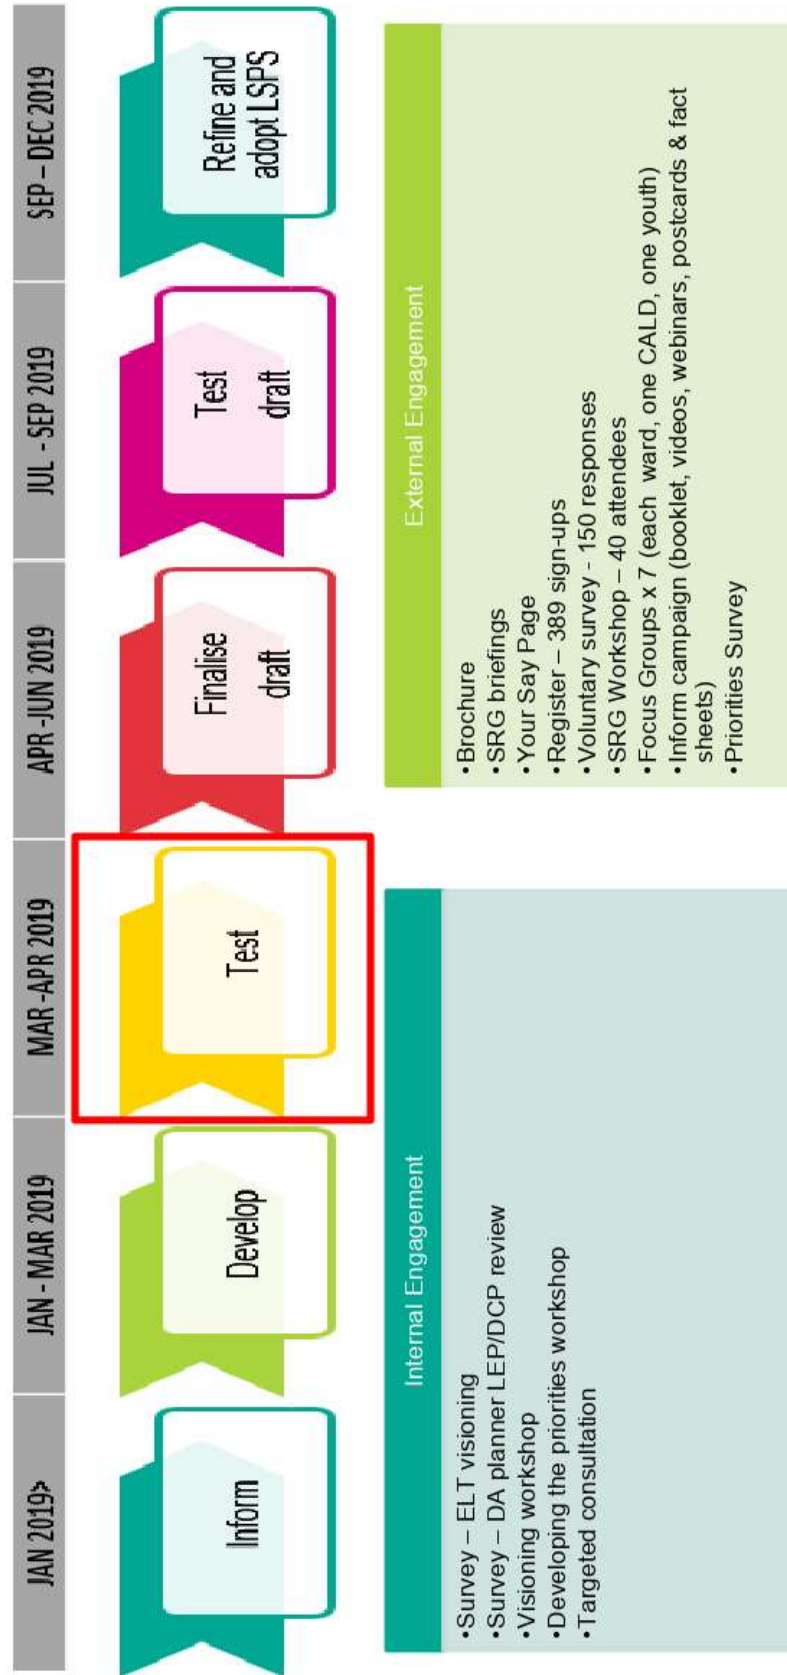 JAN 2019>
JAN - MAR 2019
MAR -APR 2019
APR -JUN 2019
JUL - SEP 2019
SEP – DEC 2019
Inform
Develop
Test
Finalise
draft
Test
draft
Refine and
adopt LSPS
Internal Engagement
•Survey – ELT visioning
•Survey – DA planner LEP/DCP review
•Visioning workshop
•Developing the priorities workshop
•Targeted consultation
External Engagement
•Brochure
•SRG briefings
•Your Say Page
•Register – 389 sign-ups
•Voluntary survey - 150 responses
•SRG Workshop – 40 attendees
•Focus Groups x 7 (each ward, one CALD, one youth)
•Inform campaign (booklet, videos, webinars, postcards & fact
sheets)
•Priorities Survey